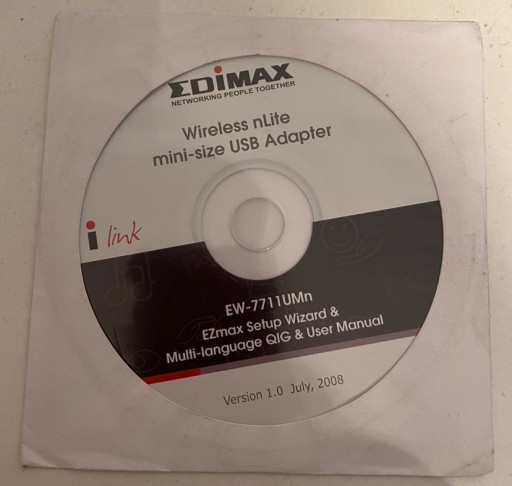 EDIMAX
NETWORKING PEOPLE TOGETHER
Wireless nLite
mini-size USB Adapter
i link
EW-7711UMn
EZmax Setup Wizard &
Multi-language QIG & User Manual
Version 1.0 July, 2008